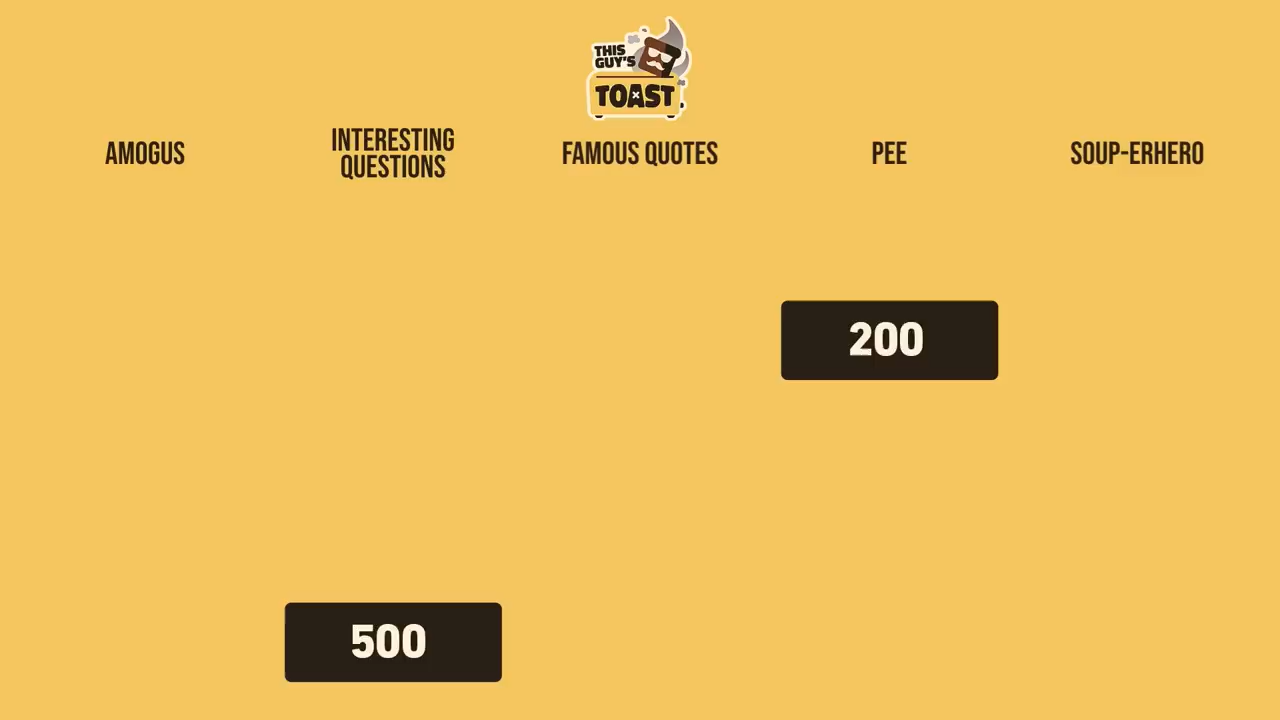 THIS
GUY'S
TOAST
AMOGUS
INTERESTING
QUESTIONS
FAMOUS QUOTES
PEE
SOUP-ERHERO
200
500